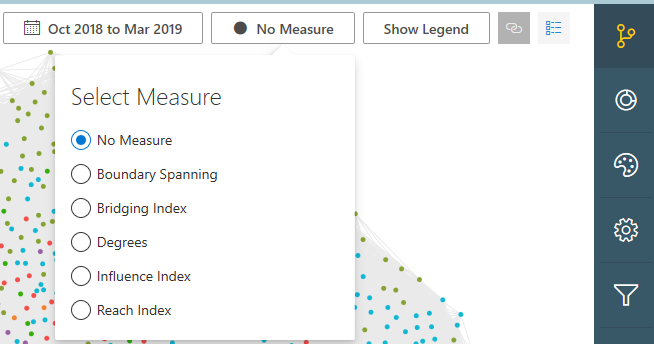 Oct 2018 to Mar 2019
No Measure
Show Legend
Select Measure
No Measure
Boundary Spanning
Bridging Index
Degrees
Influence Index
Reach Index